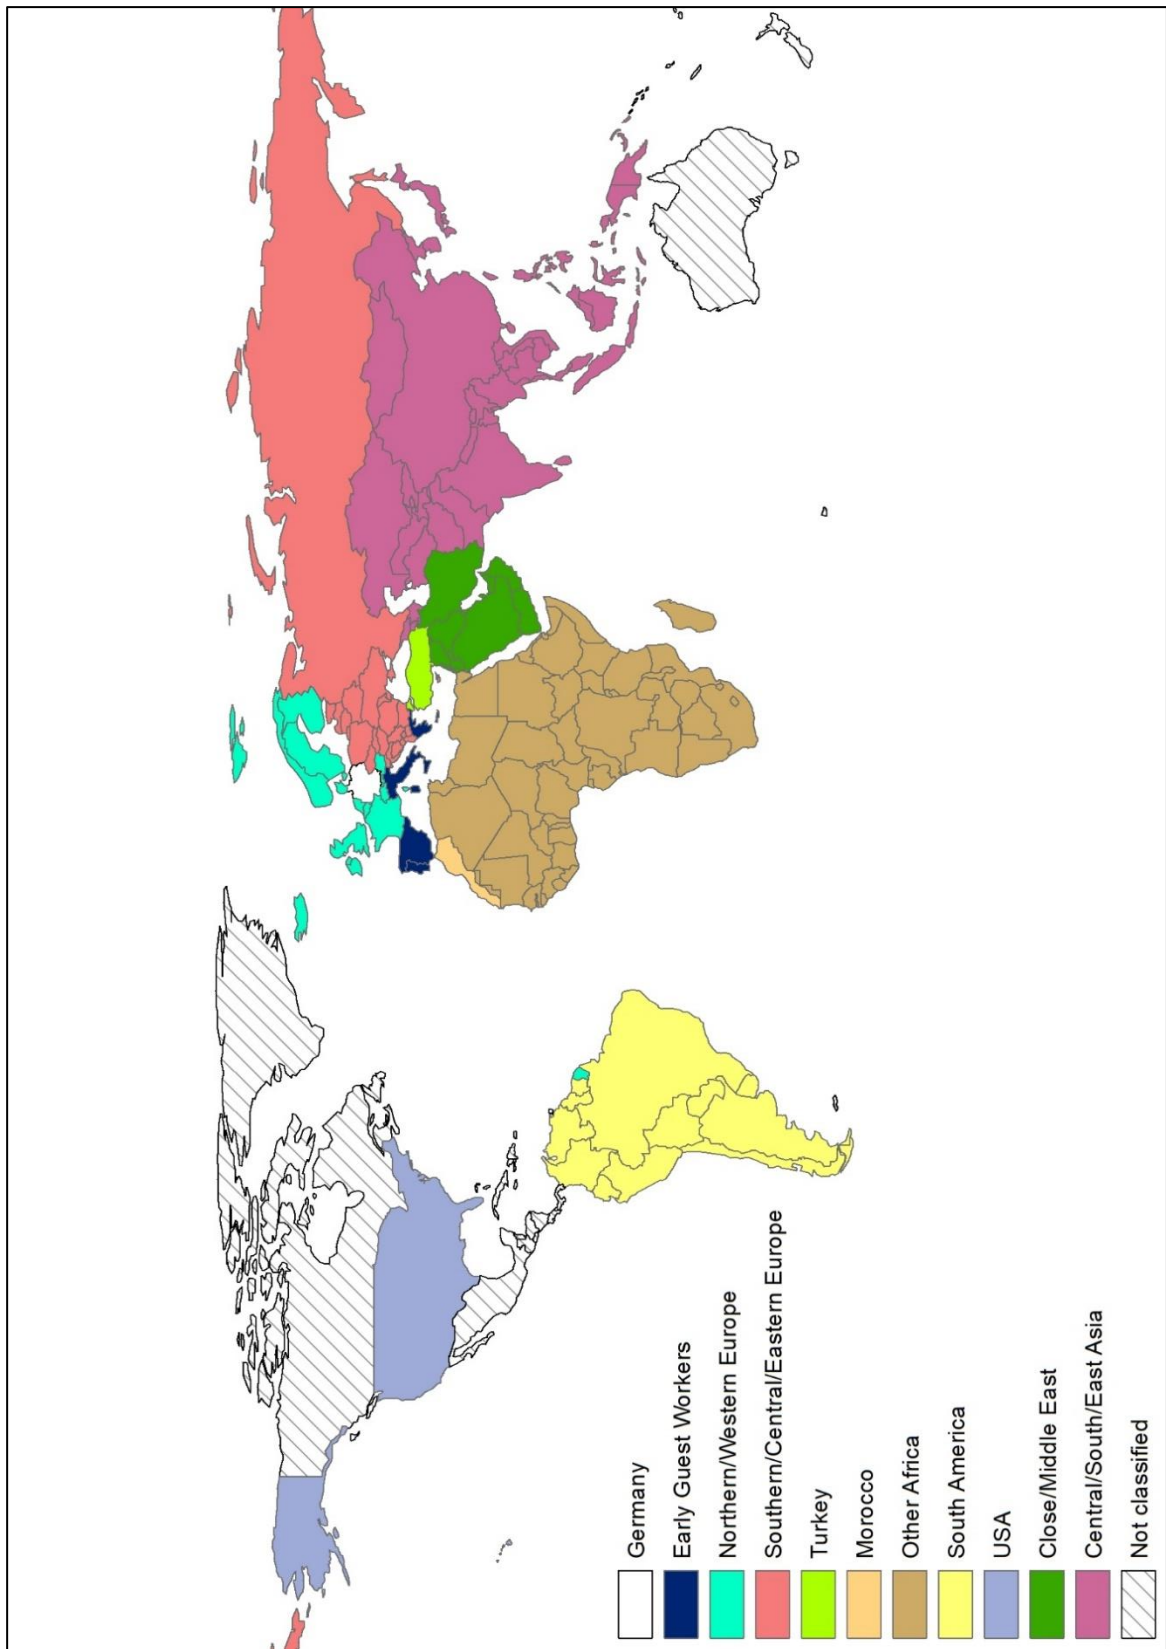 Germany
Early Guest Workers
Northern/Western Europe
Southern/Central/Eastern Europe
Turkey
Morocco
Other Africa
South America
USA
Close/Middle East
Central/South/East Asia
Not classified